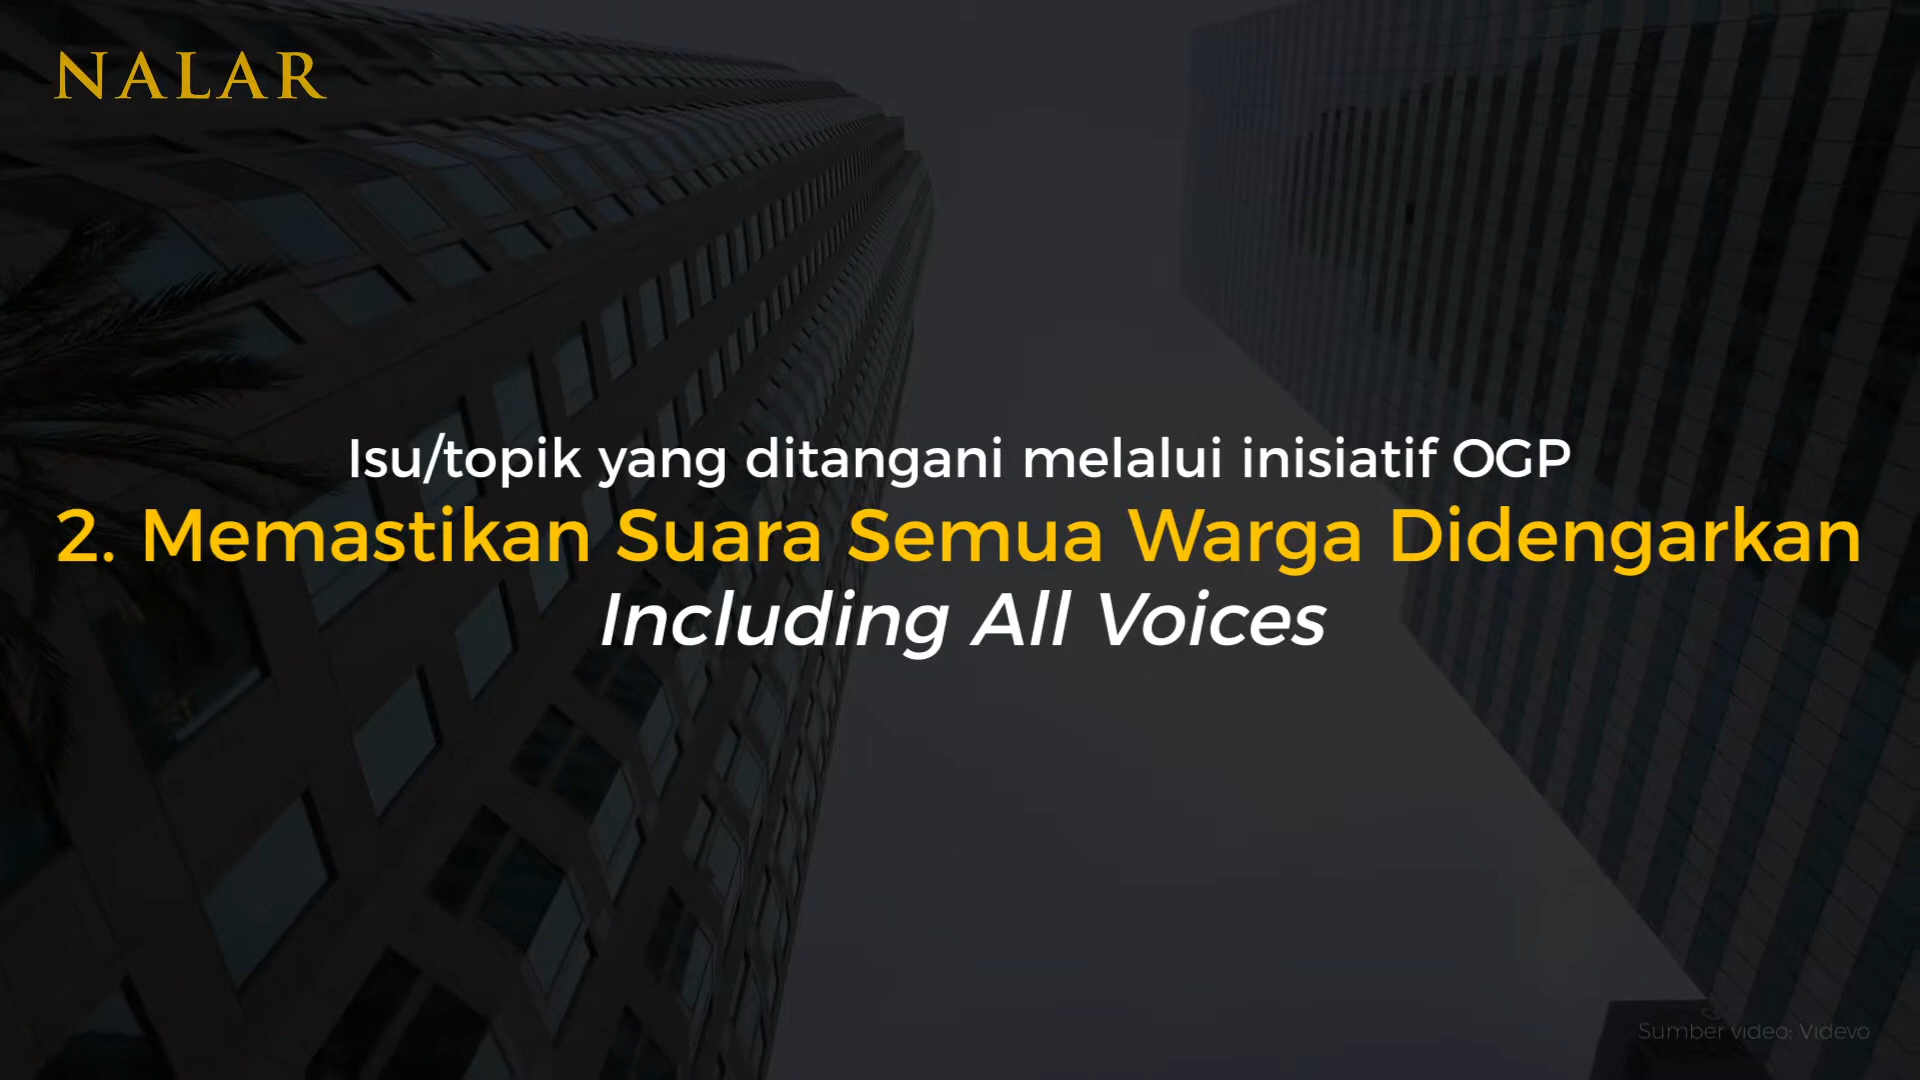 NALAR
Isu/topik yang ditangani melalui inisiatif OGP
2. Memastikan Suara Semua Warga Didengarkan
Including All Voices
Sumber video: Videvo